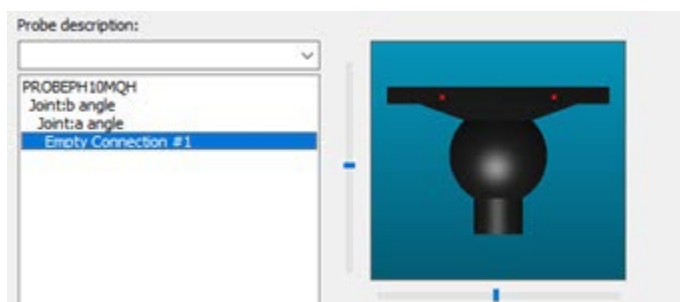 Probe description:
PROBEPH10MQH
Joint:b angle
Joint:a angle
Empty Connection #1